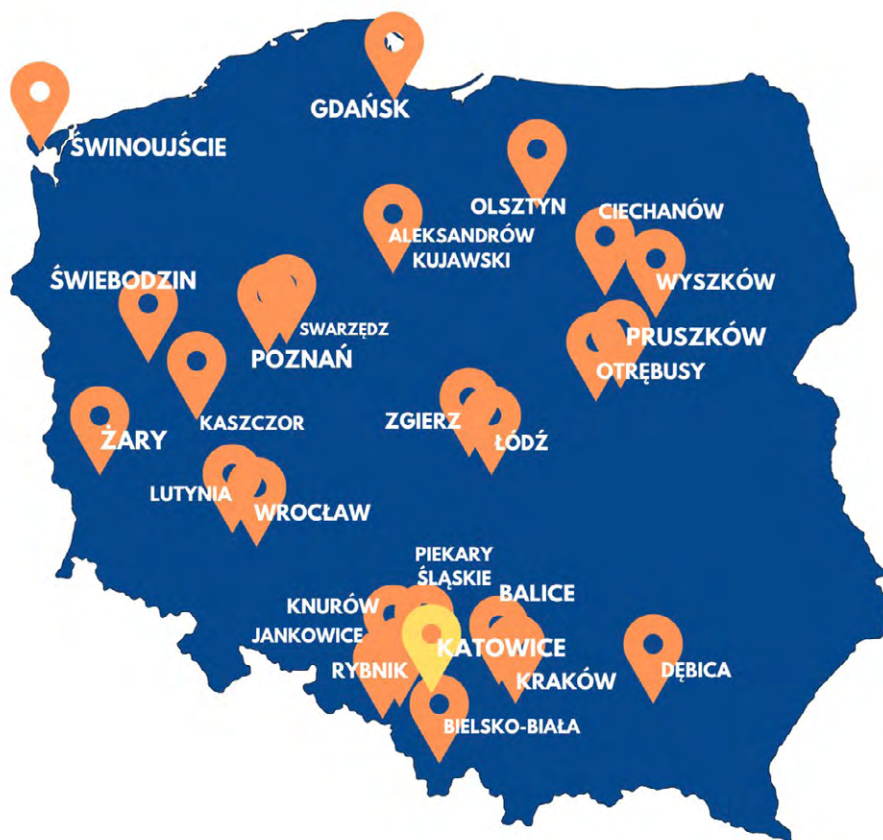 GDAŃSK
ŚWINOUJŚCIE
OLSZTYN
CIECHANÓW
ALEKSANDRÓW
KUJAWSKI
WYSZKÓW
ŚWIEBODZIN
SWARZĘDZ
POZNAŃ
PRUSZKÓW
OTRĘBUSY
KASZCZOR
ZGIERZ
ŁÓDŹ
ŻARY
LUTYNIA
WROCŁAW
PIEKARY
ŚLĄSKIE
BALICE
KNURÓW
JANKOWICE
KATOWICE
RYBNIK
KRAKÓW
DĘBICA
BIELSKO-BIAŁA